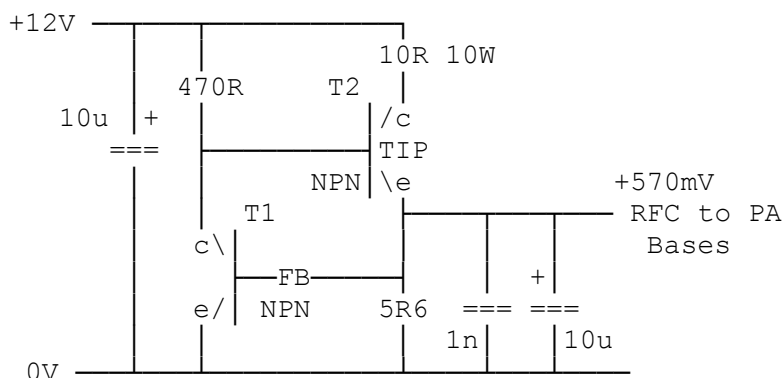 +12V
10R 10W
470R T2
10u + /c
=== TIP
NPN \e +570mV
T1 RFC to PA
c\ Bases
FB +
e/ NPN 5R6 === ===
1n 10u
0V